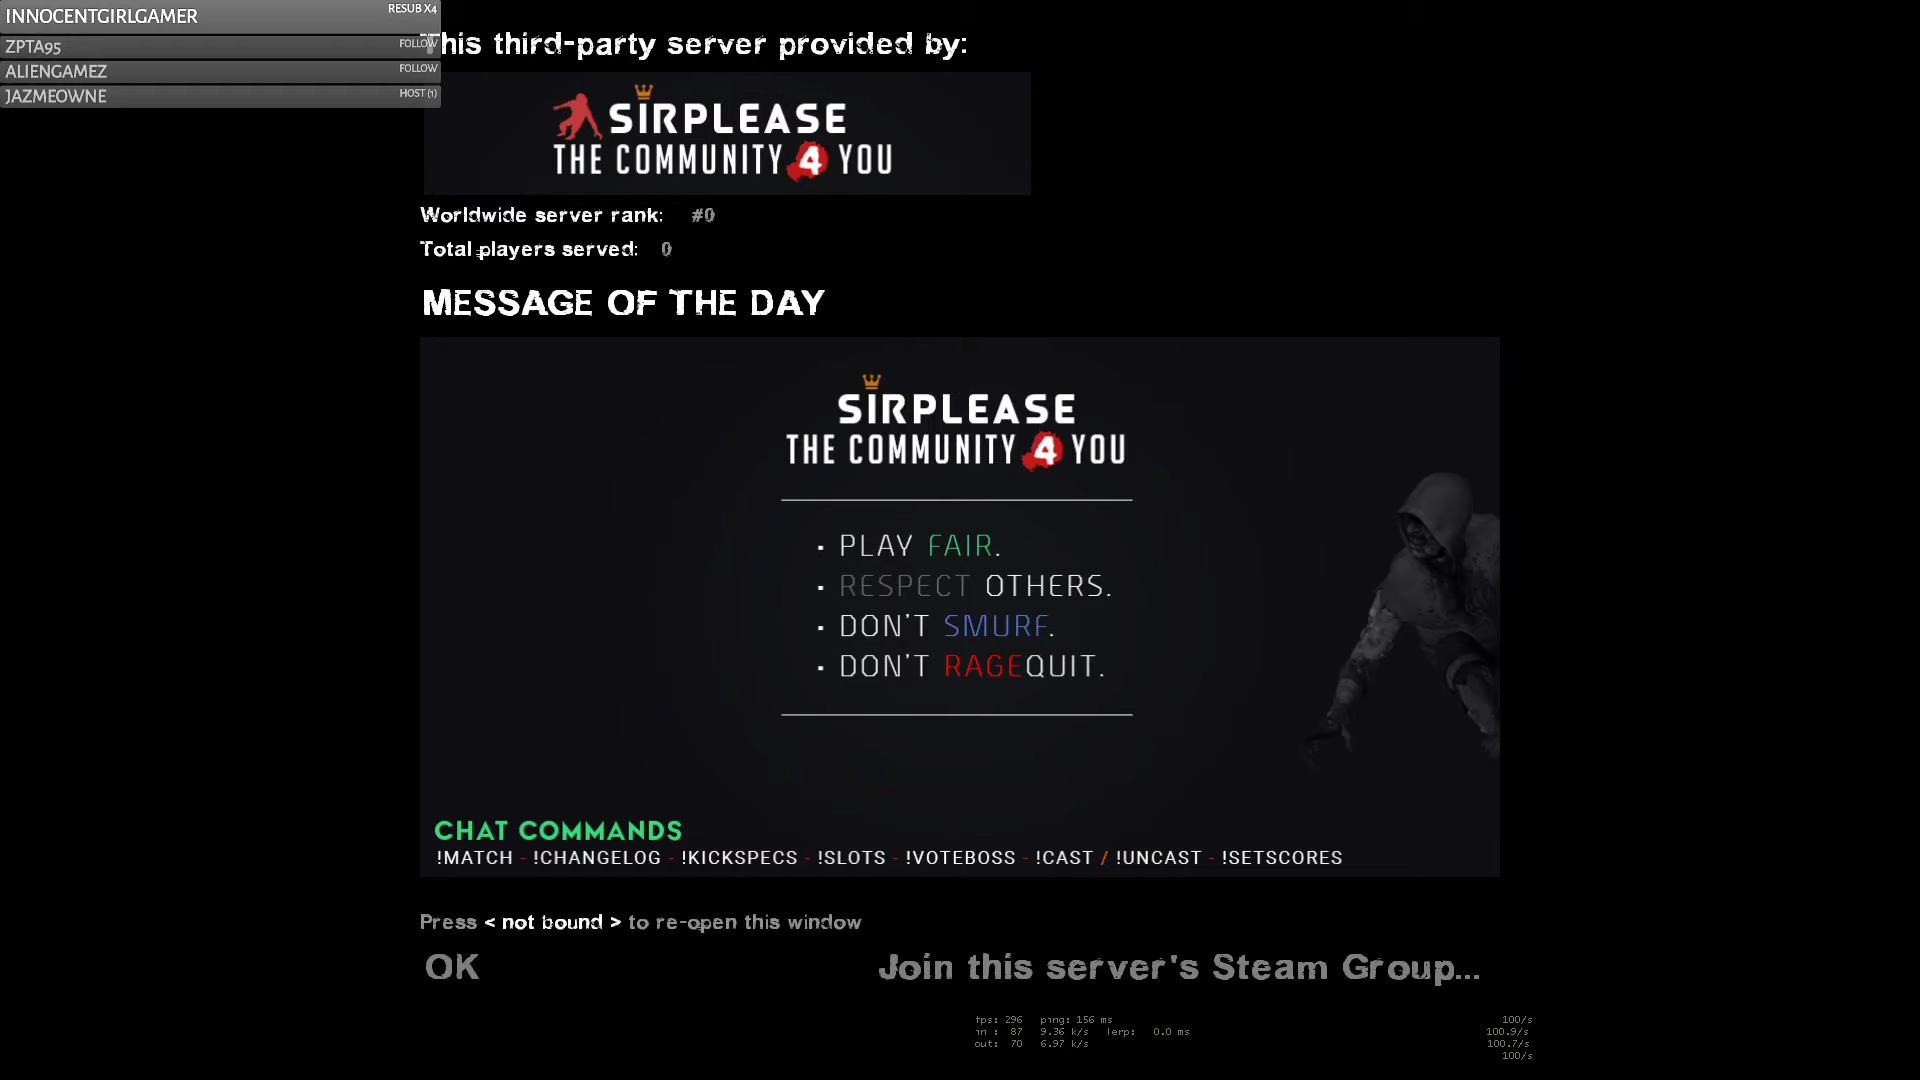 INNOCENTGIRLGAMER RESUB X4
ZPTA95 FOLLOW
ALIENGAMEZ FOLLOW
JAZMEOWNE HOST (1)
This third-party server provided by:
SIRPLEASE
THE COMMUNITY 4 YOU
Worldwide server rank: #0
Total players served: 0
MESSAGE OF THE DAY
SIRPLEASE
THE COMMUNITY 4 YOU
• PLAY FAIR.
• RESPECT OTHERS.
• DON'T SMURF.
• DON'T RAGEQUIT.
CHAT COMMANDS
!MATCH - !CHANGELOG - !KICKSPECS - !SLOTS - !VOTEBOSS - !CAST / !UNCAST - !SETSCORES
Press < not bound > to re-open this window
OK Join this server's Steam Group...
fps: 296 ping: 156 ms 100/s
in : 87 9.36 k/s lerp: 0.0 ms 100.9/s
out: 70 6.97 k/s 100.7/s
100/s